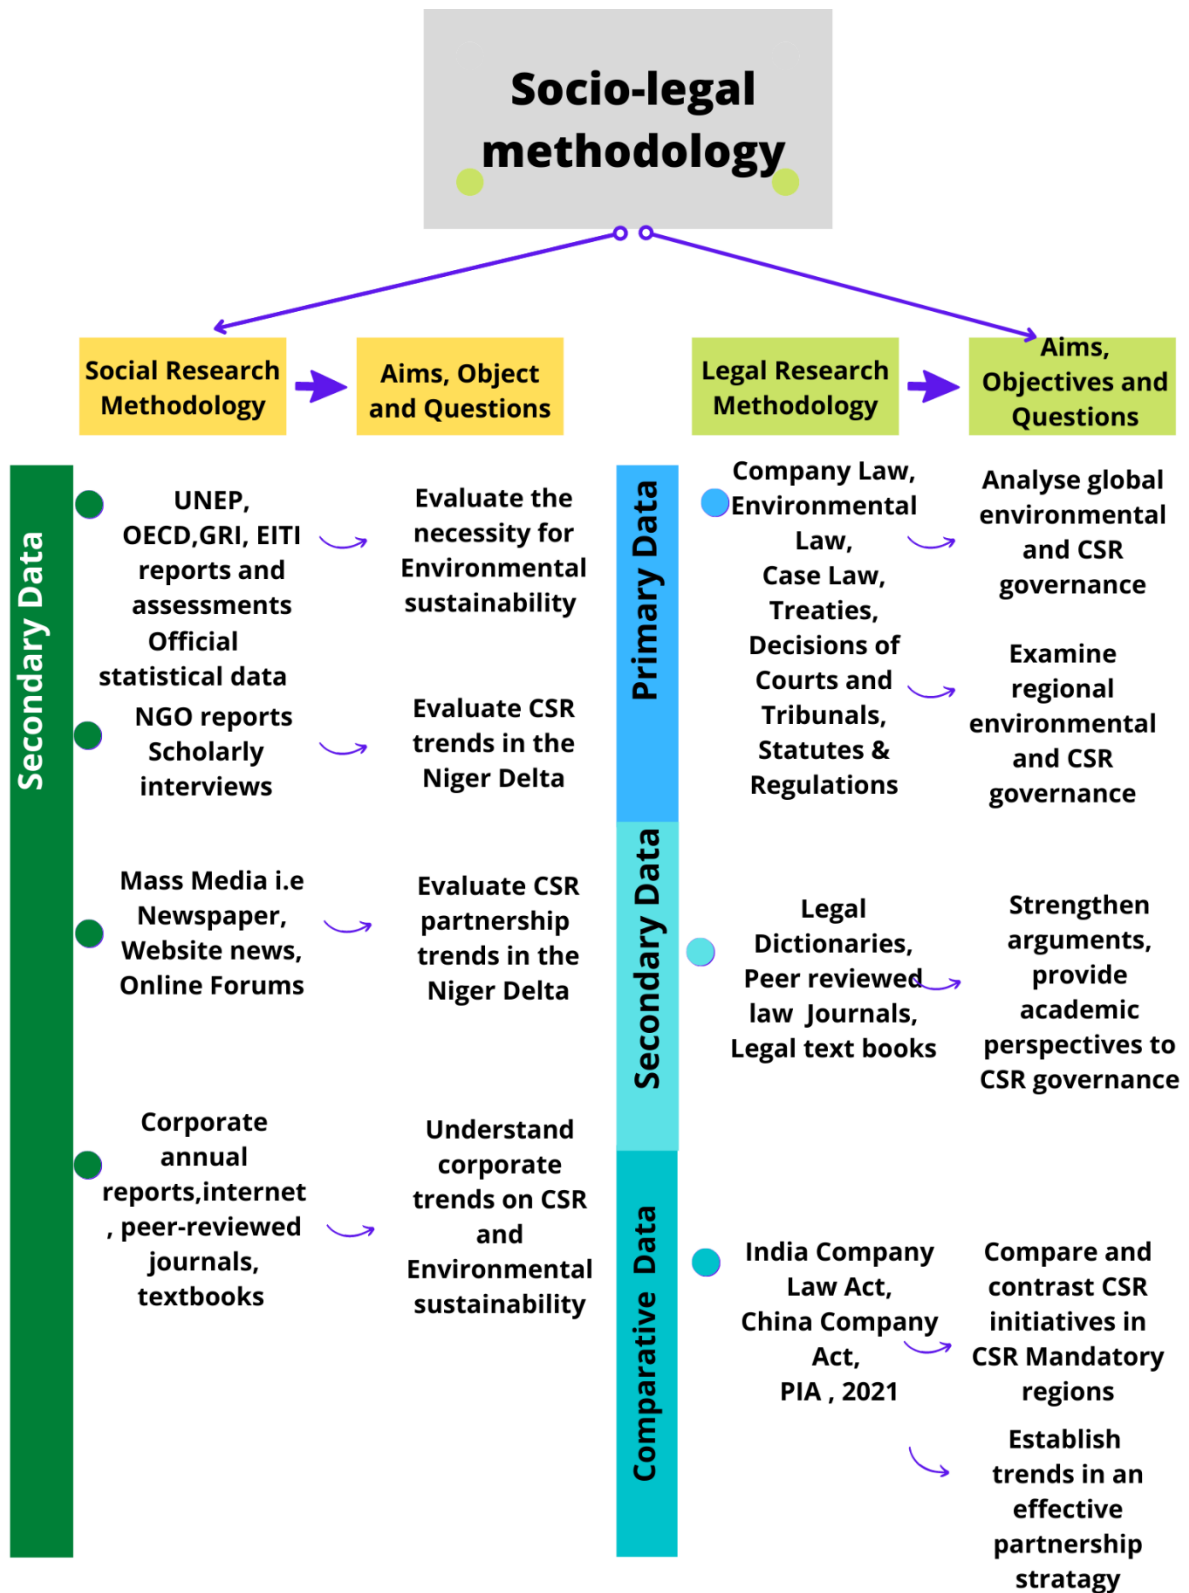 Socio-legal
methodology
Social Research
Methodology
Aims, Object
and Questions
Legal Research
Methodology
Aims,
Objectives and
Questions
Secondary Data
UNEP,
OECD,GRI, EITI
reports and
assessments
Official
statistical data
NGO reports
Scholarly
interviews
Mass Media i.e
Newspaper,
Website news,
Online Forums
Corporate
annual
reports,internet
, peer-reviewed
journals,
textbooks
Evaluate the
necessity for
Environmental
sustainability
Evaluate CSR
trends in the
Niger Delta
Evaluate CSR
partnership
trends in the
Niger Delta
Understand
corporate
trends on CSR
and
Environmental
sustainability
Primary Data
Company Law,
Environmental
Law,
Case Law,
Treaties,
Decisions of
Courts and
Tribunals,
Statutes &
Regulations
Analyse global
environmental
and CSR
governance
Examine
regional
environmental
and CSR
governance
Secondary Data
Legal
Dictionaries,
Peer reviewed
law Journals,
Legal text books
Strengthen
arguments,
provide
academic
perspectives to
CSR governance
Comparative Data
India Company
Law Act,
China Company
Act,
PIA , 2021
Compare and
contrast CSR
initiatives in
CSR Mandatory
regions
Establish
trends in an
effective
partnership
stratagy